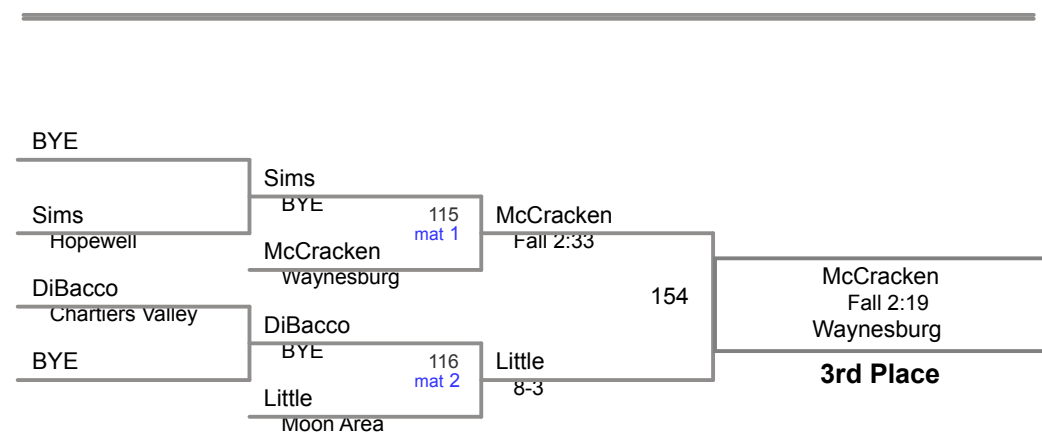 BYE
Sims
Hopewell
DiBacco
Chartiers Valley
BYE
Sims
BYE
115
mat 1
McCracken
Waynesburg
DiBacco
BYE
116
mat 2
Little
Moon Area
McCracken
Fall 2:33
154
Little
8-3
McCracken
Fall 2:19
Waynesburg
3rd Place